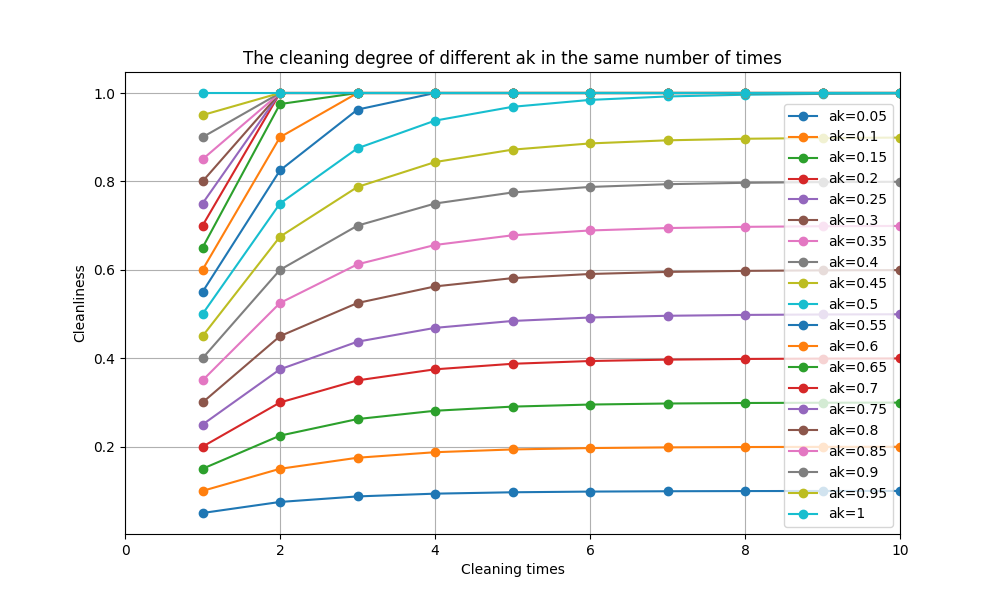 The cleaning degree of different ak in the same number of times
Cleanliness
1.0
0.8
0.6
0.4
0.2
0
2
4
6
8
10
Cleaning times
ak=0.05
ak=0.1
ak=0.15
ak=0.2
ak=0.25
ak=0.3
ak=0.35
ak=0.4
ak=0.45
ak=0.5
ak=0.55
ak=0.6
ak=0.65
ak=0.7
ak=0.75
ak=0.8
ak=0.85
ak=0.9
ak=0.95
ak=1